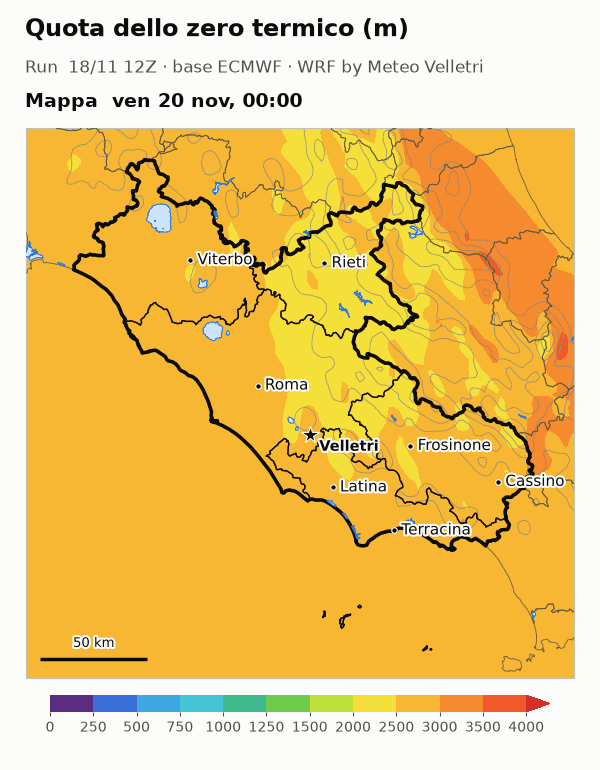 Quota dello zero termico (m)
Run  18/11 12Z · base ECMWF · WRF by Meteo Velletri
Mappa  ven 20 nov, 00:00
Viterbo
Rieti
Roma
Velletri
Frosinone
Latina
Cassino
Terracina
50 km
0 250 500 750 1000 1250 1500 2000 2500 3000 3500 4000